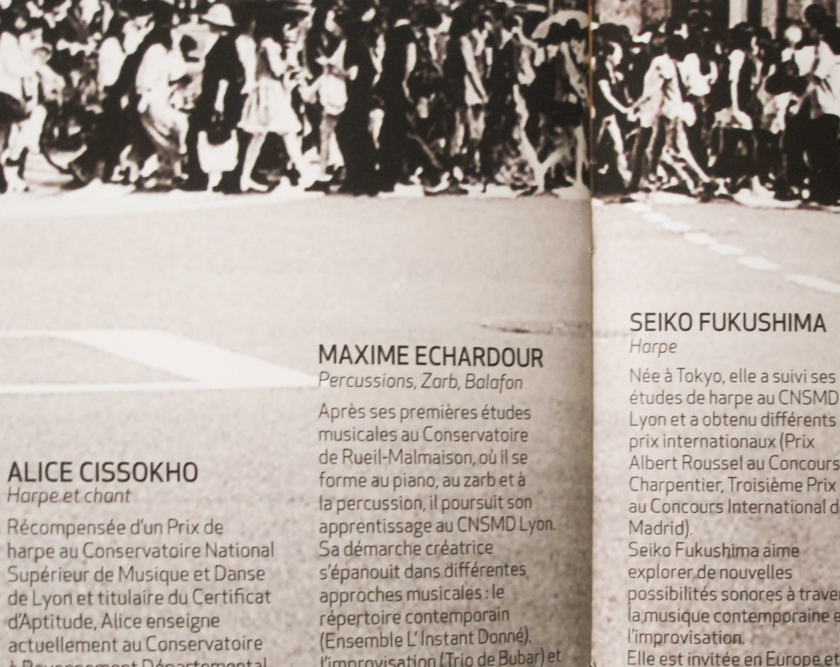 ALICE CISSOKHO
Harpe et chant
Récompensée d'un Prix de
harpe au Conservatoire National
Supérieur de Musique et Danse
de Lyon et titulaire du Certificat
d'Aptitude, Alice enseigne
actuellement au Conservatoire
à Rayonnement Départemental
MAXIME ECHARDOUR
Percussions, Zarb, Balafon
Après ses premières études
musicales au Conservatoire
de Rueil-Malmaison, où il se
forme au piano, au zarb et à
la percussion, il poursuit son
apprentissage au CNSMD Lyon.
Sa démarche créatrice
s'épanouit dans différentes
approches musicales : le
répertoire contemporain
(Ensemble L' Instant Donné),
l'improvisation (Trio de Bubar) et
SEIKO FUKUSHIMA
Harpe
Née à Tokyo, elle a suivi ses
études de harpe au CNSMD
Lyon et a obtenu différents
prix internationaux (Prix
Albert Roussel au Concours
Charpentier, Troisième Prix
au Concours International d
Madrid).
Seiko Fukushima aime
explorer de nouvelles
possibilités sonores à traver
la musique contemporaine e
l'improvisation.
Elle est invitée en Europe et